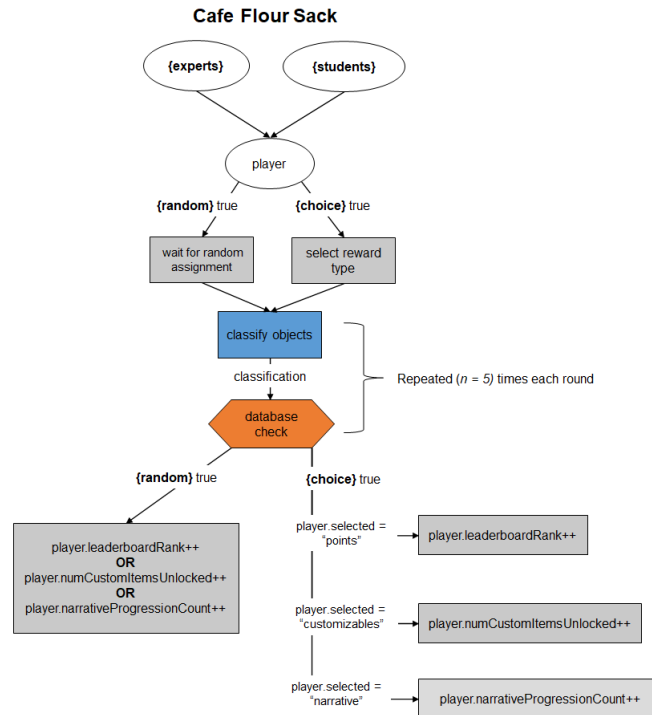 Cafe Flour Sack
{experts}
{students}
player
{random} true
{choice} true
wait for random
assignment
select reward
type
classify objects
classification
Repeated (n = 5) times each round
database
check
{random} true
{choice} true
player.leaderboardRank++
OR
player.numCustomItemsUnlocked++
OR
player.narrativeProgressionCount++
player.selected =
“points”
player.leaderboardRank++
player.selected =
“customizables”
player.numCustomItemsUnlocked++
player.selected =
“narrative”
player.narrativeProgressionCount++